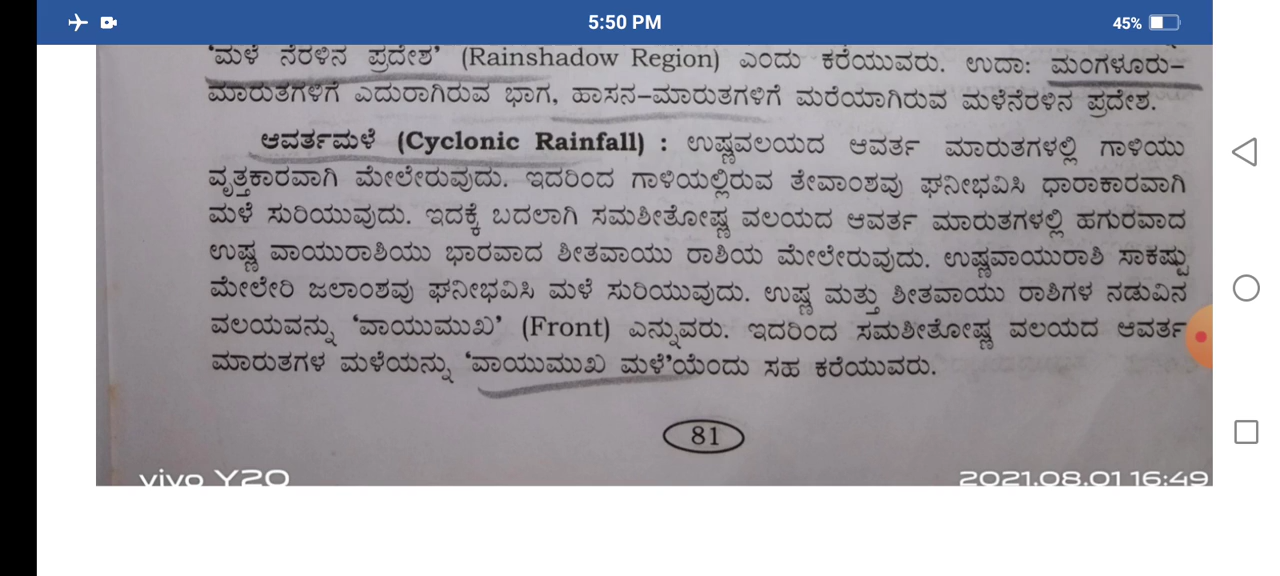 5:50 PM
45%
'ಮಳೆ ನೆರಳಿನ ಪ್ರದೇಶ' (Rainshadow Region) ಎಂದು ಕರೆಯುವರು. ಉದಾ: ಮಂಗಳೂರು–
ಮಾರುತಗಳಿಗೆ ಎದುರಾಗಿರುವ ಭಾಗ, ಹಾಸನ–ಮಾರುತಗಳಿಗೆ ಮರೆಯಾಗಿರುವ ಮಳೆನೆರಳಿನ ಪ್ರದೇಶ.
ಆವರ್ತಮಳೆ (Cyclonic Rainfall) : ಉಷ್ಣವಲಯದ ಆವರ್ತ ಮಾರುತಗಳಲ್ಲಿ ಗಾಳಿಯು
ವೃತ್ತಕಾರವಾಗಿ ಮೇಲೇರುವುದು. ಇದರಿಂದ ಗಾಳಿಯಲ್ಲಿರುವ ತೇವಾಂಶವು ಘನೀಭವಿಸಿ ಧಾರಾಕಾರವಾಗಿ
ಮಳೆ ಸುರಿಯುವುದು. ಇದಕ್ಕೆ ಬದಲಾಗಿ ಸಮಶೀತೋಷ್ಣ ವಲಯದ ಆವರ್ತ ಮಾರುತಗಳಲ್ಲಿ ಹಗುರವಾದ
ಉಷ್ಣ ವಾಯುರಾಶಿಯು ಭಾರವಾದ ಶೀತವಾಯು ರಾಶಿಯ ಮೇಲೇರುವುದು. ಉಷ್ಣವಾಯುರಾಶಿ ಸಾಕಷ್ಟು
ಮೇಲೇರಿ ಜಲಾಂಶವು ಘನೀಭವಿಸಿ ಮಳೆ ಸುರಿಯುವುದು. ಉಷ್ಣ ಮತ್ತು ಶೀತವಾಯು ರಾಶಿಗಳ ನಡುವಿನ
ವಲಯವನ್ನು 'ವಾಯುಮುಖ' (Front) ಎನ್ನುವರು. ಇದರಿಂದ ಸಮಶೀತೋಷ್ಣ ವಲಯದ ಆವರ್ತ
ಮಾರುತಗಳ ಮಳೆಯನ್ನು 'ವಾಯುಮುಖ ಮಳೆ'ಯೆಂದು ಸಹ ಕರೆಯುವರು.
81
vivo Y20
2021.08.01 16:49